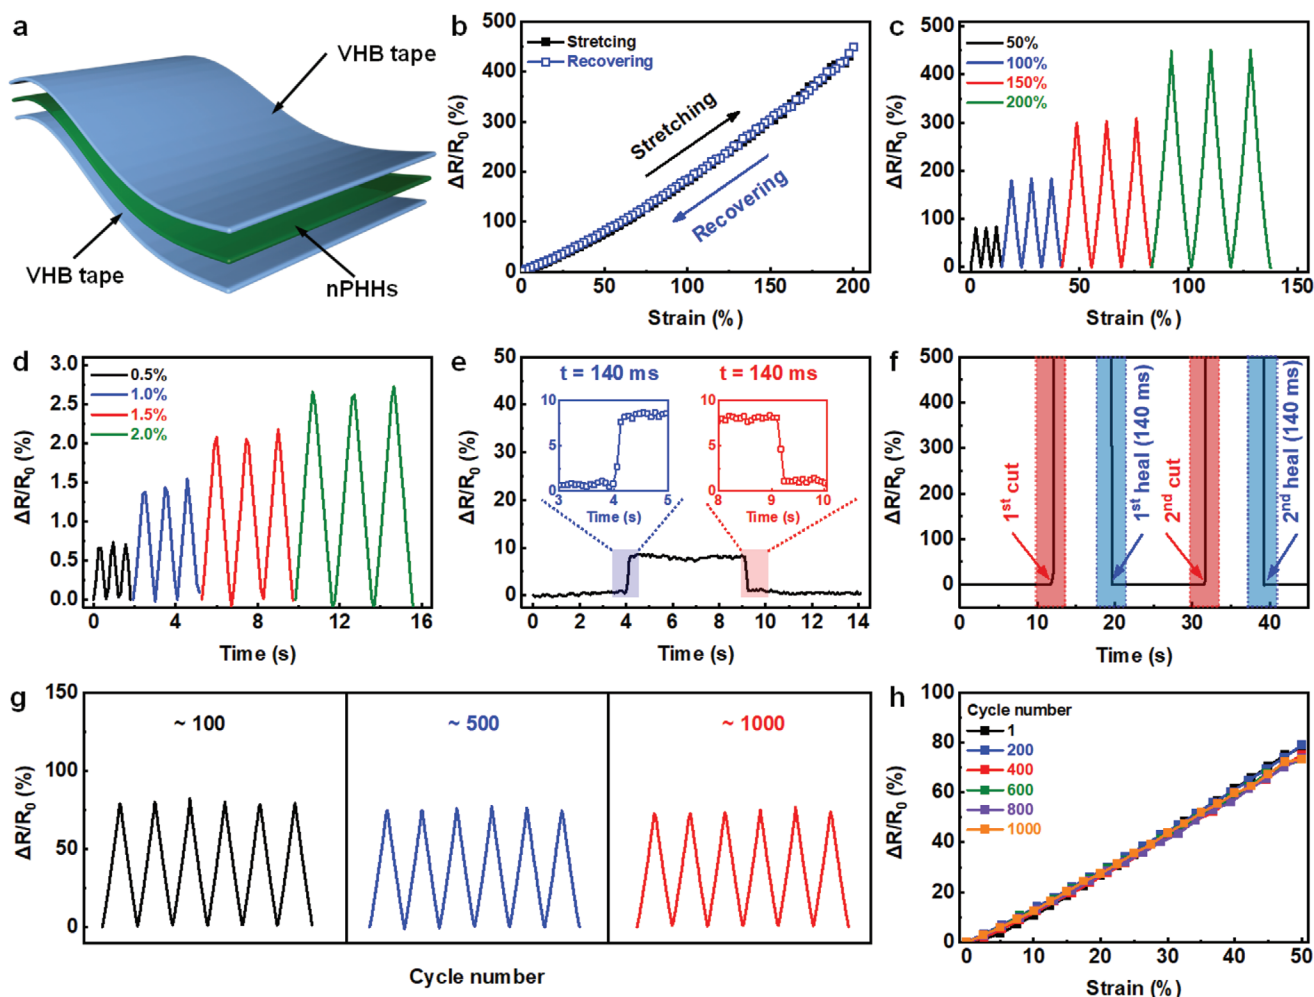 a
VHB tape
VHB tape
nPHHs
b
500
400
300
200
100
0
ΔR/R0 (%)
Stretcing
Recovering
Stretching
Recovering
0
50
100
150
200
Strain (%)
c
500
400
300
200
100
0
ΔR/R0 (%)
50%
100%
150%
200%
0
50
100
150
Strain (%)
d
3.0
2.5
2.0
1.5
1.0
0.5
0.0
ΔR/R0 (%)
0.5%
1.0%
1.5%
2.0%
0
4
8
12
16
Time (s)
e
50
40
30
20
10
0
ΔR/R0 (%)
t = 140 ms
10
5
0
3
4
5
Time (s)
t = 140 ms
10
5
0
8
9
10
Time (s)
0
2
4
6
8
10
12
14
Time (s)
f
500
400
300
200
100
0
ΔR/R0 (%)
1st cut
1st heal (140 ms)
2nd cut
2nd heal (140 ms)
0
10
20
30
40
Time (s)
g
150
100
50
0
ΔR/R0 (%)
~ 100
~ 500
~ 1000
Cycle number
h
100
80
60
40
20
0
ΔR/R0 (%)
Cycle number
1
200
400
600
800
1000
0
10
20
30
40
50
Strain (%)